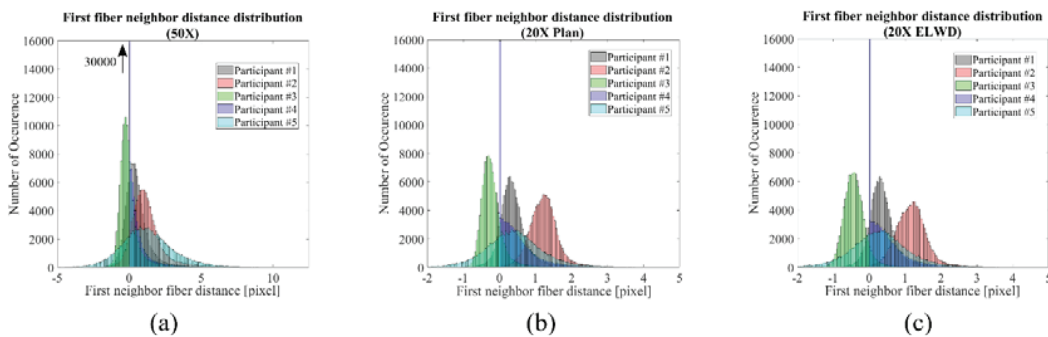 First fiber neighbor distance distribution
(50X)
16000
14000
12000
10000
8000
6000
4000
2000
0
30000
Participant #1
Participant #2
Participant #3
Participant #4
Participant #5
Number of Occurence
-5
0
5
10
First neighbor fiber distance [pixel]
(a)
First fiber neighbor distance distribution
(20X Plan)
16000
14000
12000
10000
8000
6000
4000
2000
0
Participant #1
Participant #2
Participant #3
Participant #4
Participant #5
Number of Occurence
-2
-1
0
1
2
3
4
5
First neighbor fiber distance [pixel]
(b)
First fiber neighbor distance distribution
(20X ELWD)
16000
14000
12000
10000
8000
6000
4000
2000
0
Participant #1
Participant #2
Participant #3
Participant #4
Participant #5
Number of Occurence
-2
-1
0
1
2
3
4
5
First neighbor fiber distance [pixel]
(c)